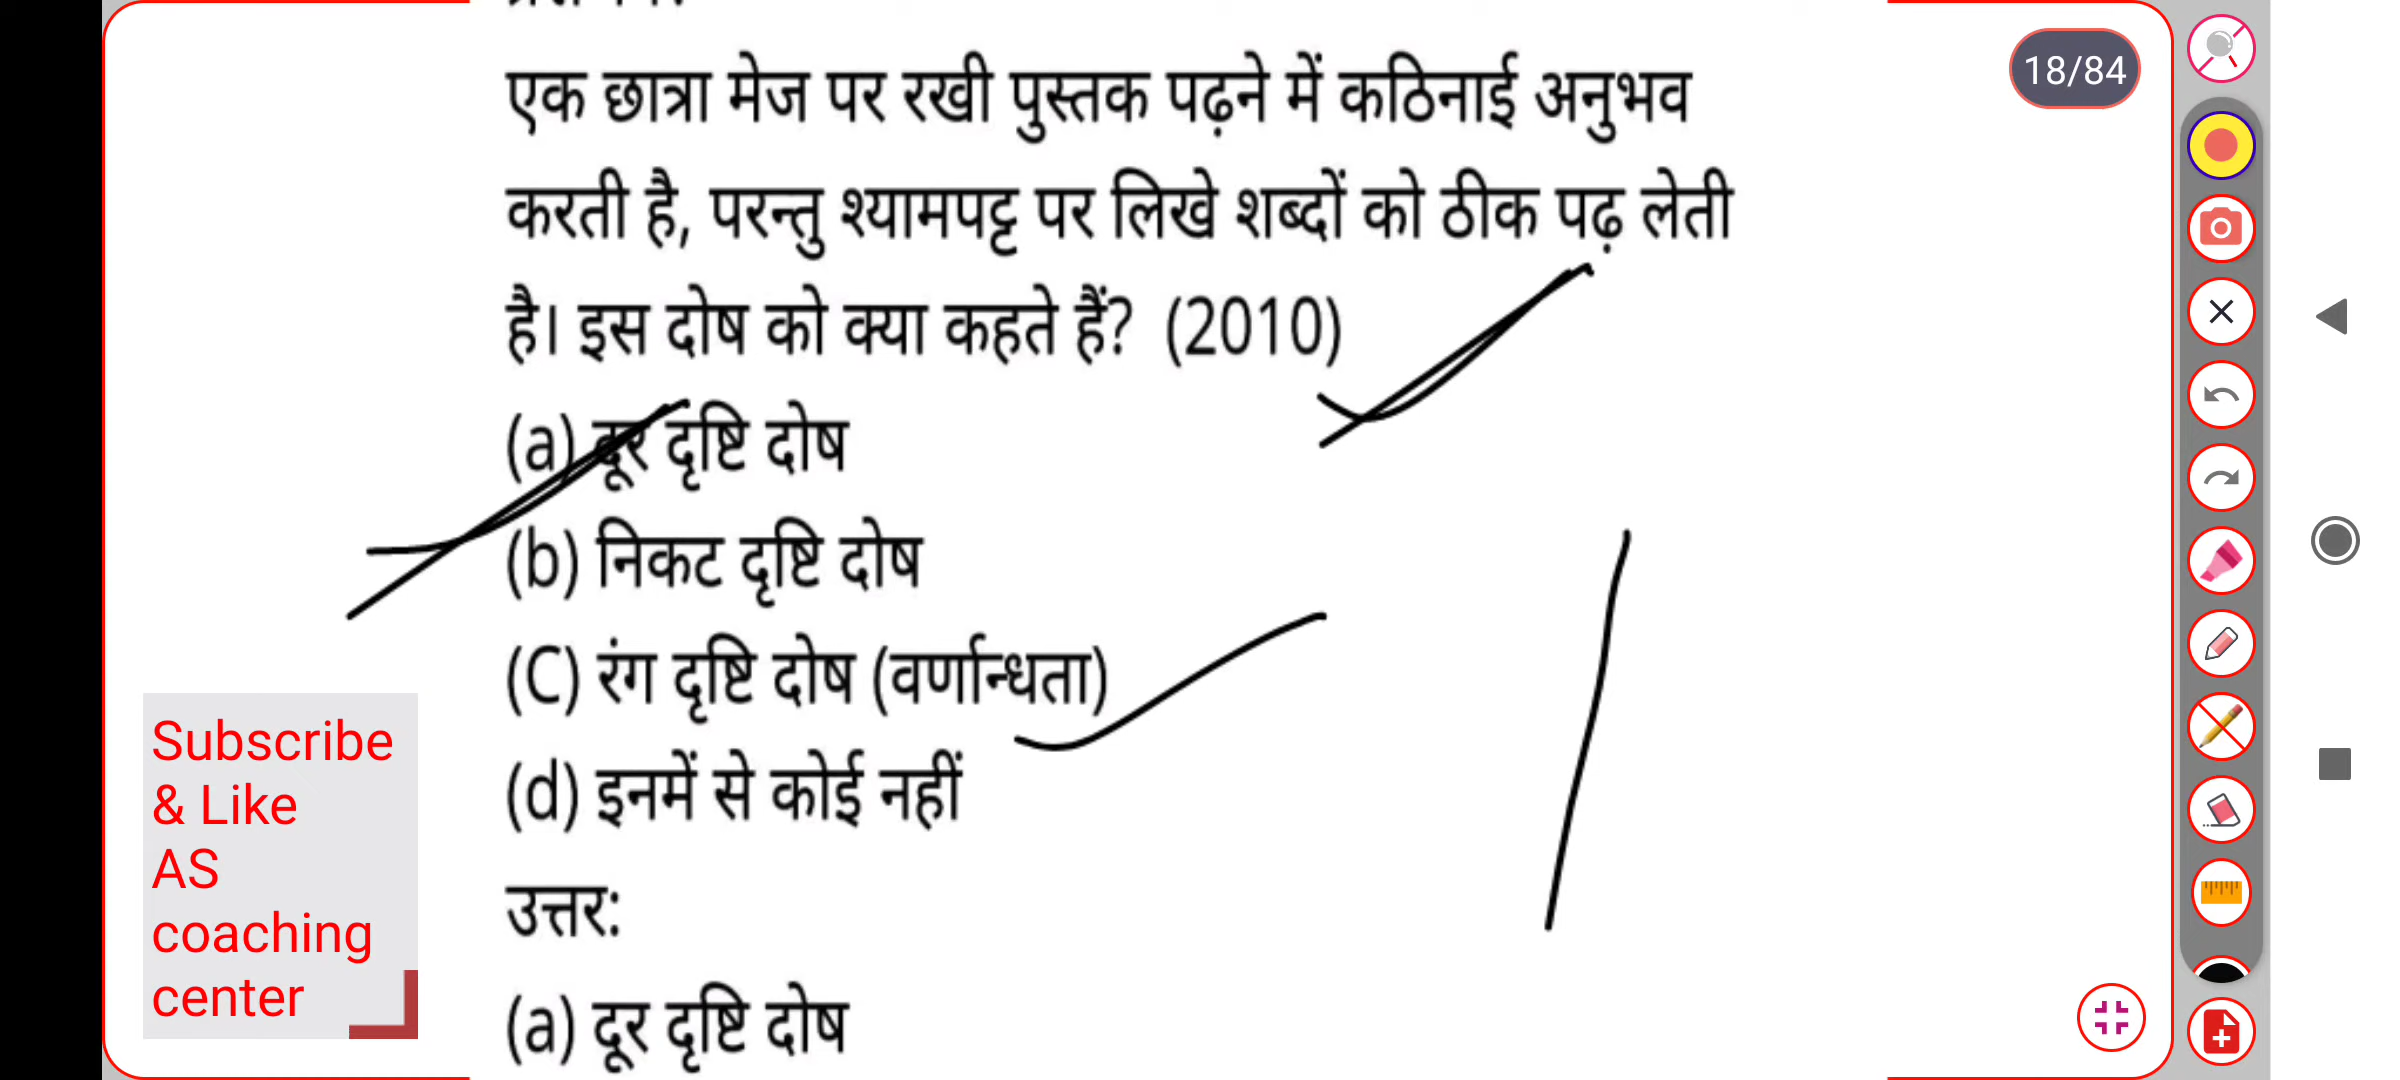 18/84
एक छात्रा मेज पर रखी पुस्तक पढ़ने में कठिनाई अनुभव
करती है, परन्तु श्यामपट्ट पर लिखे शब्दों को ठीक पढ़ लेती
है। इस दोष को क्या कहते हैं? (2010)
(a) दूर दृष्टि दोष
(b) निकट दृष्टि दोष
(C) रंग दृष्टि दोष (वर्णान्धता)
(d) इनमें से कोई नहीं
उत्तर:
(a) दूर दृष्टि दोष
Subscribe
& Like
AS
coaching
center